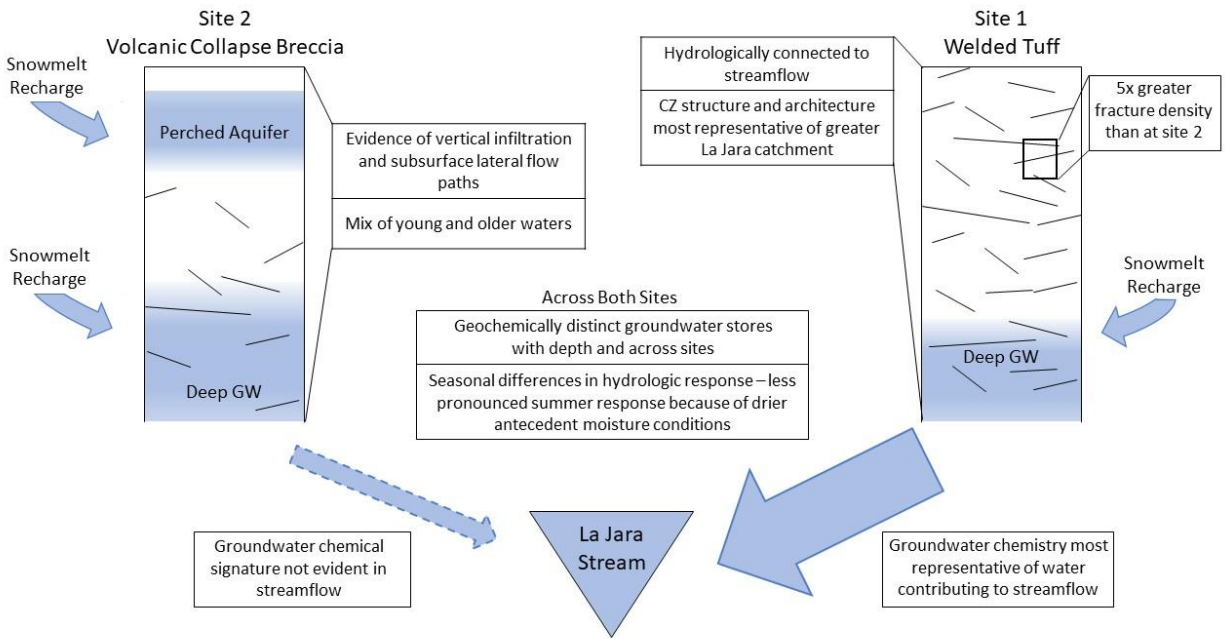 Site 2
Volcanic Collapse Breccia
Snowmelt
Recharge
Perched Aquifer
Evidence of vertical infiltration
and subsurface lateral flow
paths
Mix of young and older waters
Snowmelt
Recharge
Deep GW
Site 1
Welded Tuff
Hydrologically connected to
streamflow
CZ structure and architecture
most representative of greater
La Jara catchment
5x greater
fracture density
than at site 2
Snowmelt
Recharge
Deep GW
Across Both Sites
Geochemically distinct groundwater stores
with depth and across sites
Seasonal differences in hydrologic response – less
pronounced summer response because of drier
antecedent moisture conditions
Groundwater chemical
signature not evident in
streamflow
La Jara
Stream
Groundwater chemistry most
representative of water
contributing to streamflow